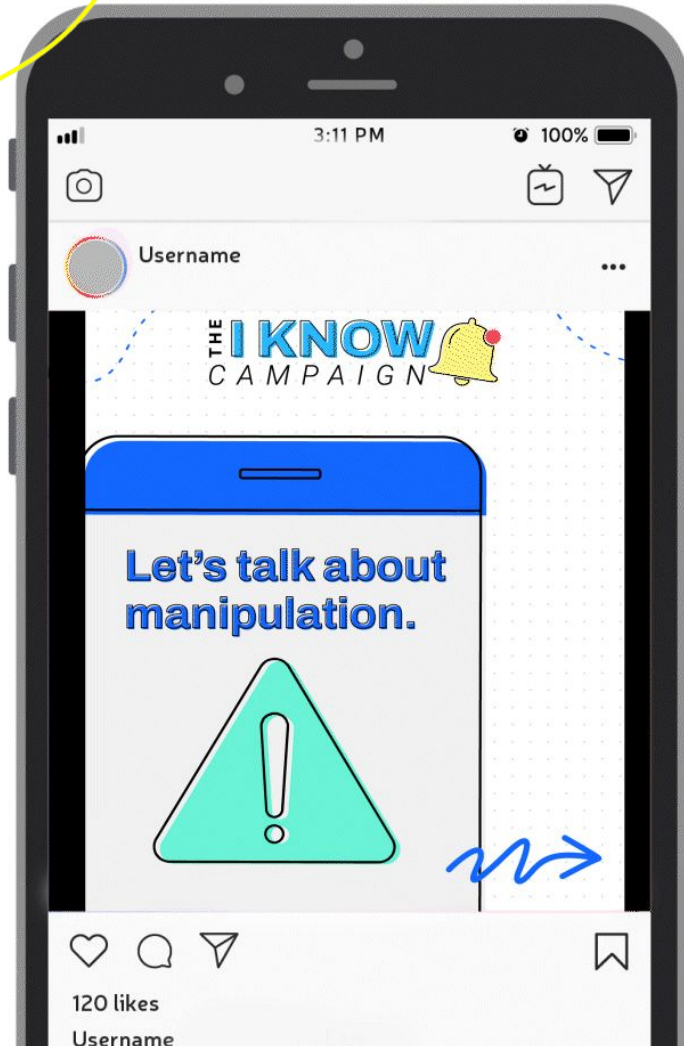 3:11 PM
100%
Username
THE I KNOW
CAMPAIGN
Let's talk about
manipulation.
120 likes
Username